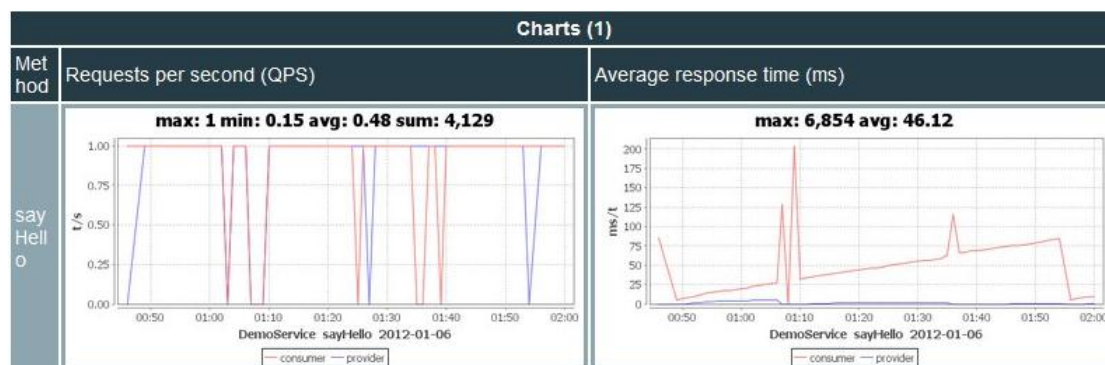 Charts (1)
Met
hod
Requests per second (QPS)
Average response time (ms)
say
Hell
o
max: 1 min: 0.15 avg: 0.48 sum: 4,129
1.00
0.75
0.50
0.25
0.00
t/s
00:50 01:00 01:10 01:20 01:30 01:40 01:50 02:00
DemoService sayHello 2012-01-06
consumer provider
max: 6,854 avg: 46.12
200
175
150
125
100
75
50
25
0
ms/t
00:50 01:00 01:10 01:20 01:30 01:40 01:50 02:00
DemoService sayHello 2012-01-06
consumer provider